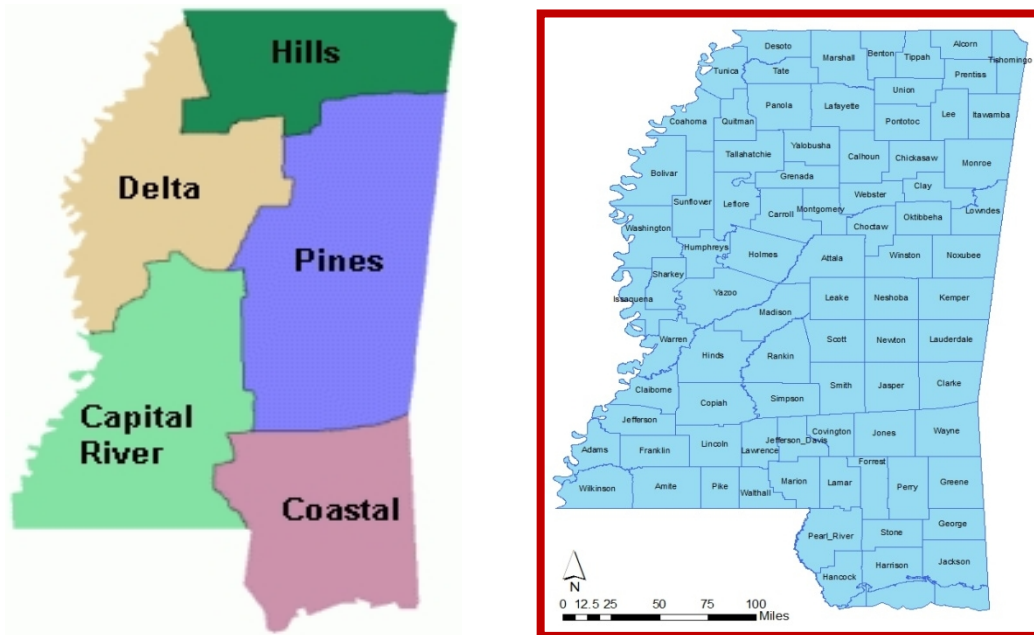 Hills
Delta
Pines
Capital
River
Coastal
Desoto
Marshall
Benton
Tippah
Alcorn
Tishomingo
Tunica
Tate
Prentiss
Union
Panola
Lafayette
Coahoma
Quitman
Pontotoc
Lee
Itawamba
Yalobusha
Tallahatchie
Calhoun
Chickasaw
Monroe
Bolivar
Grenada
Clay
Sunflower
Leflore
Webster
Carroll
Montgomery
Oktibbeha
Lowndes
Washington
Choctaw
Humphreys
Holmes
Attala
Winston
Noxubee
Sharkey
Issaquena
Yazoo
Leake
Neshoba
Kemper
Madison
Warren
Scott
Newton
Lauderdale
Hinds
Rankin
Claiborne
Smith
Jasper
Clarke
Copiah
Simpson
Jefferson
Covington
Jones
Wayne
Adams
Franklin
Lincoln
Lawrence
Jefferson_Davis
Forrest
Wilkinson
Amite
Pike
Walthall
Marion
Lamar
Perry
Greene
George
Pearl_River
Stone
Jackson
Harrison
Hancock
N
0 12.5 25 50 75 100
Miles